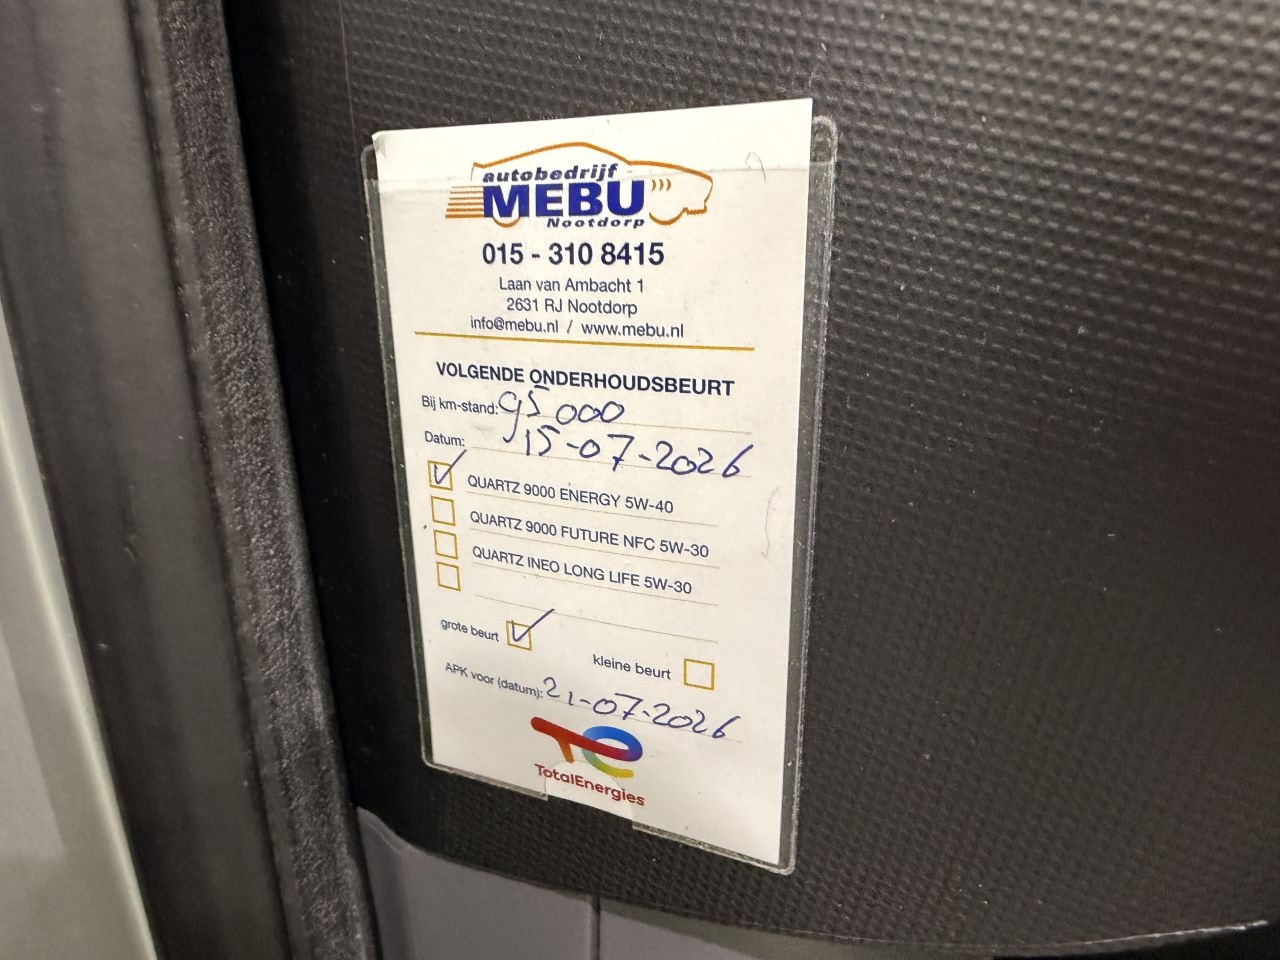 autobedrijf
MEBU
Nootdorp
015 - 310 8415
Laan van Ambacht 1
2631 RJ Nootdorp
info@mebu.nl / www.mebu.nl
VOLGENDE ONDERHOUDSBEURT
Bij km-stand: 95 000
Datum: 15-07-2026
QUARTZ 9000 ENERGY 5W-40
QUARTZ 9000 FUTURE NFC 5W-30
QUARTZ INEO LONG LIFE 5W-30
grote beurt kleine beurt
APK voor (datum): 21-07-2026
TotalEnergies